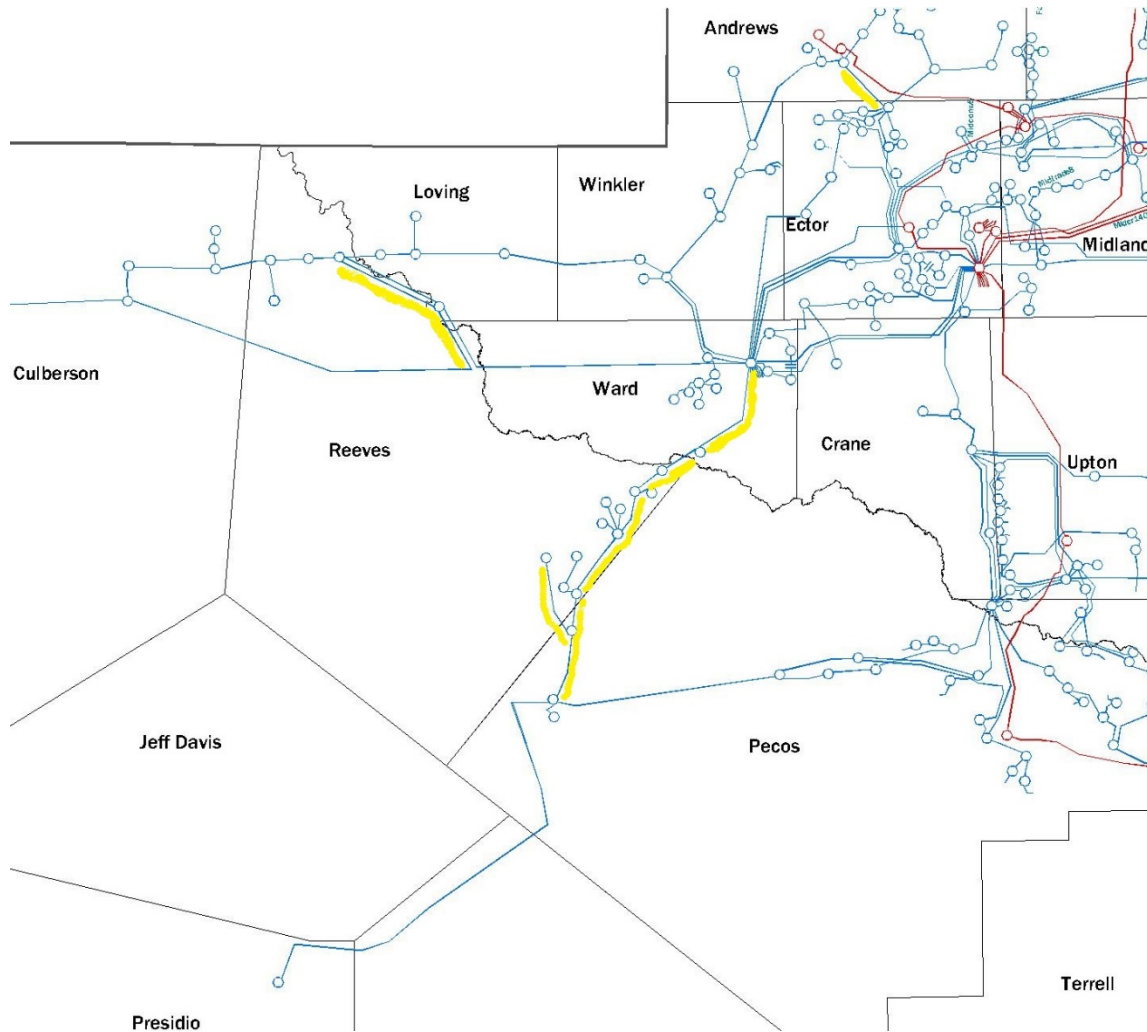 Andrews
Loving
Winkler
Ector
Midland
Culberson
Ward
Reeves
Crane
Upton
Jeff Davis
Pecos
Terrell
Presidio